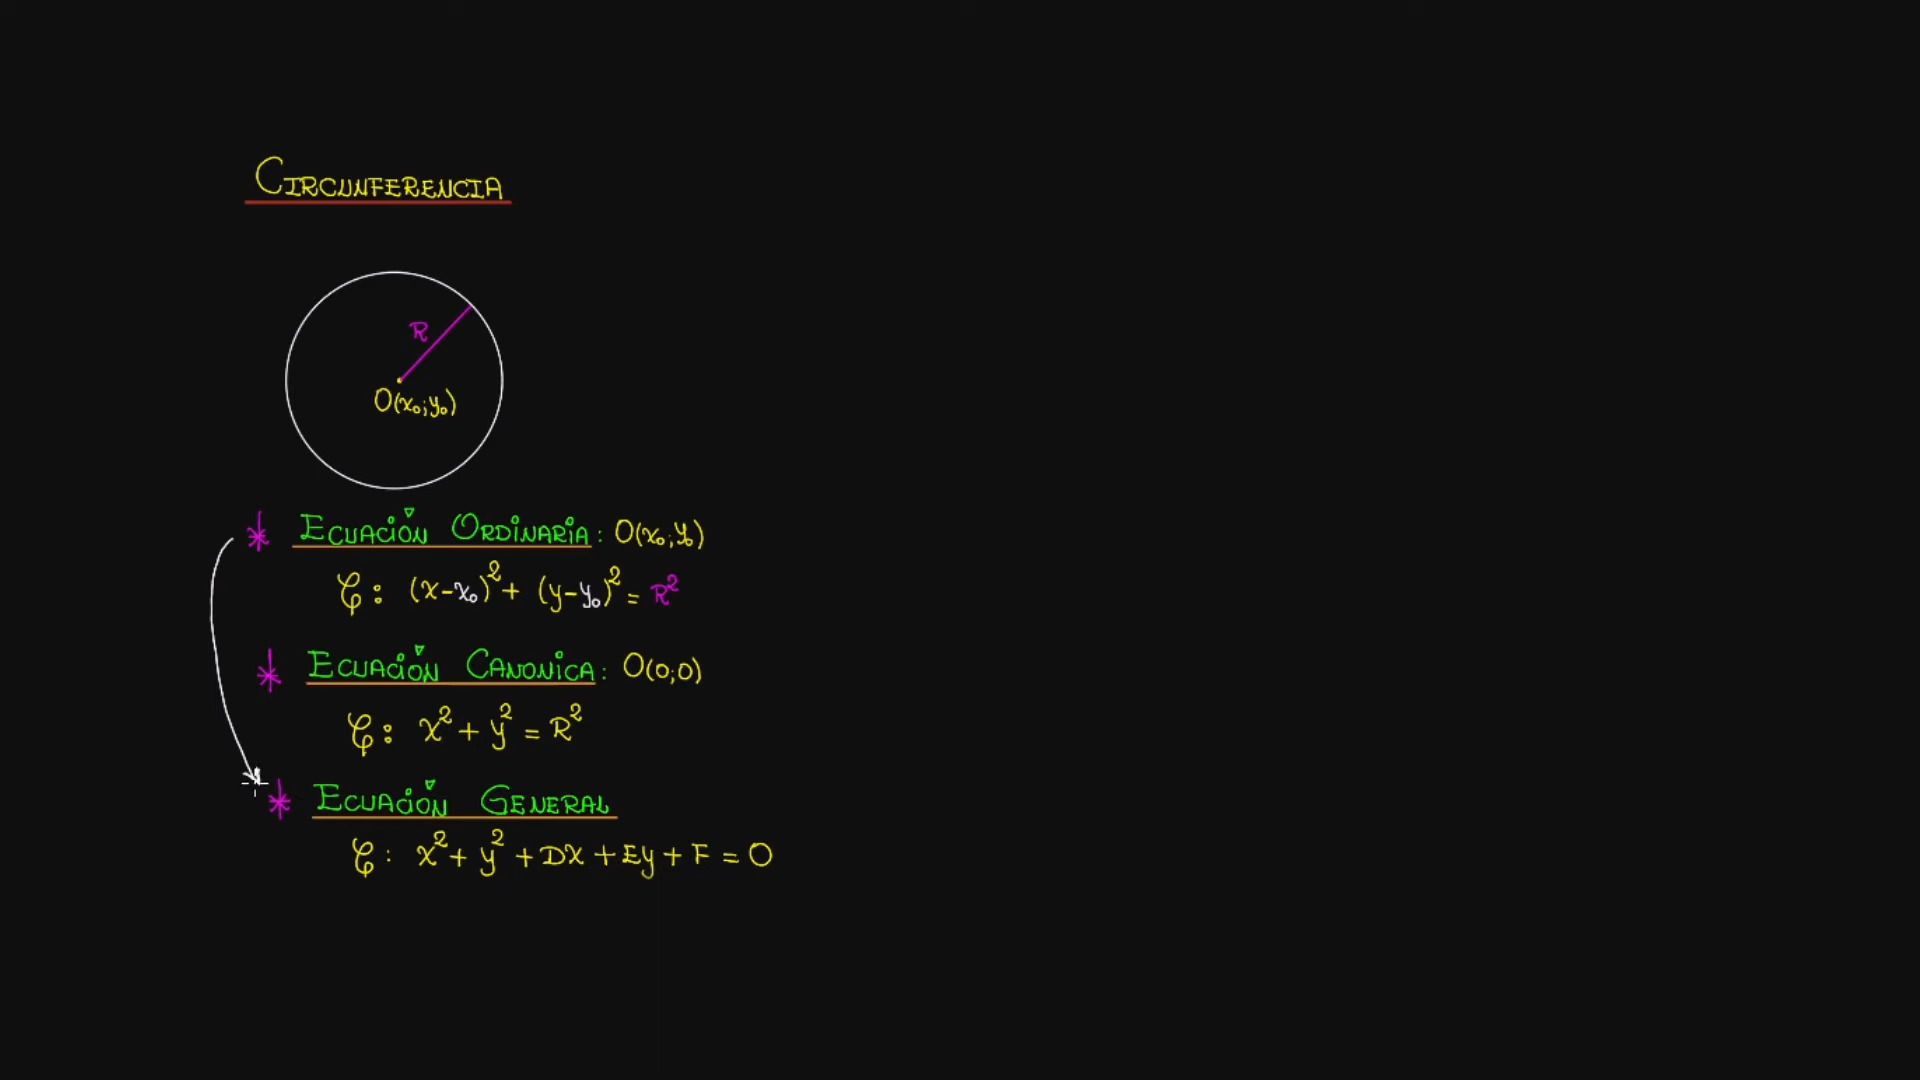 CIRCUNFERENCIA
R
O(x₀;y₀)
* ECUACIÓN ORDINARIA: O(x₀;y₀)
𝒞: (x-x₀)² + (y-y₀)² = R²
* ECUACIÓN CANONICA: O(0;0)
𝒞: x² + y² = R²
* ECUACIÓN GENERAL
𝒞: x² + y² + Dx + Ey + F = 0